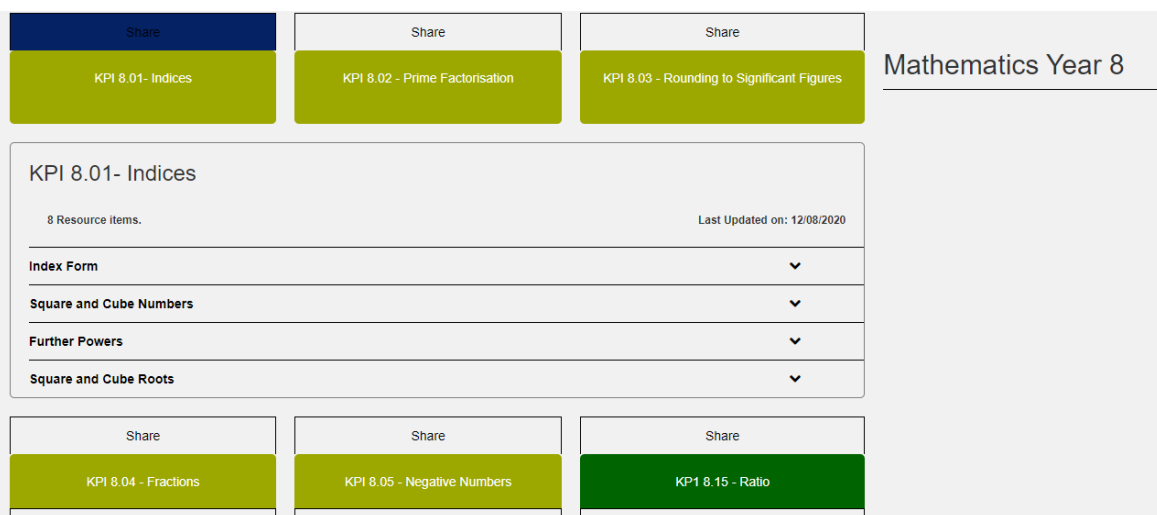 Share Share Share
KPI 8.01- Indices KPI 8.02 - Prime Factorisation KPI 8.03 - Rounding to Significant Figures
Mathematics Year 8
KPI 8.01- Indices
8 Resource items. Last Updated on: 12/08/2020
Index Form
Square and Cube Numbers
Further Powers
Square and Cube Roots
Share Share Share
KPI 8.04 - Fractions KPI 8.05 - Negative Numbers KP1 8.15 - Ratio